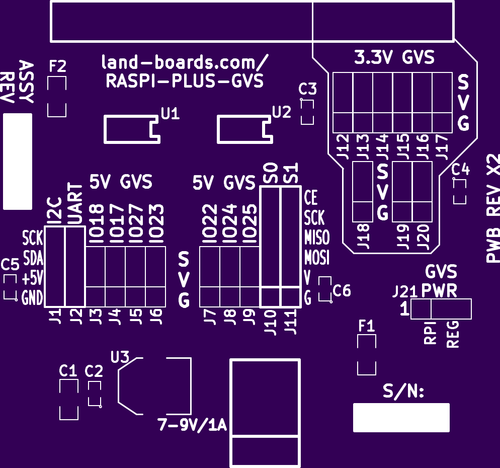 land-boards.com/
RASPI-PLUS-GVS
ASSY
REV
F2
U1
U2
C3
3.3V GVS
S
V
G
J12
J13
J14
J15
J16
J17
S
V
G
J18
J19
J20
C4
PWB REV X2
5V GVS
5V GVS
I2C
UART
IO18
IO17
IO27
IO23
IO22
IO24
IO25
S0
S1
SCK
SDA
+5V
GND
S
V
G
CE
SCK
MISO
MOSI
V
G
C5
C6
J1
J2
J3
J4
J5
J6
J7
J8
J9
J10
J11
GVS
PWR
J21
1
RPI
REG
F1
U3
C1
C2
7-9V/1A
S/N: